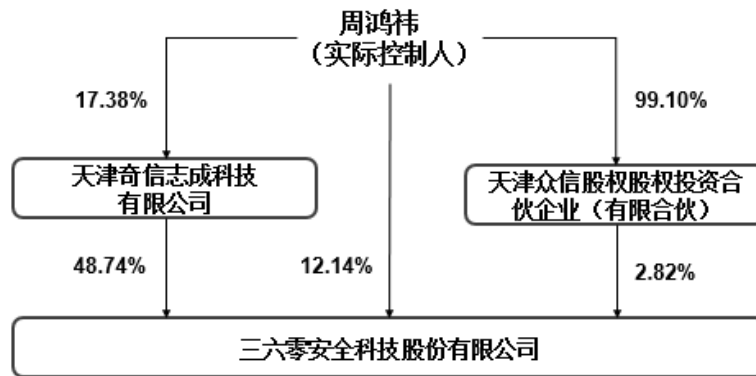 周鸿祎
（实际控制人）
17.38%
99.10%
天津奇信志成科技
有限公司
天津众信股权股权投资合
伙企业（有限合伙）
48.74%
12.14%
2.82%
三六零安全科技股份有限公司